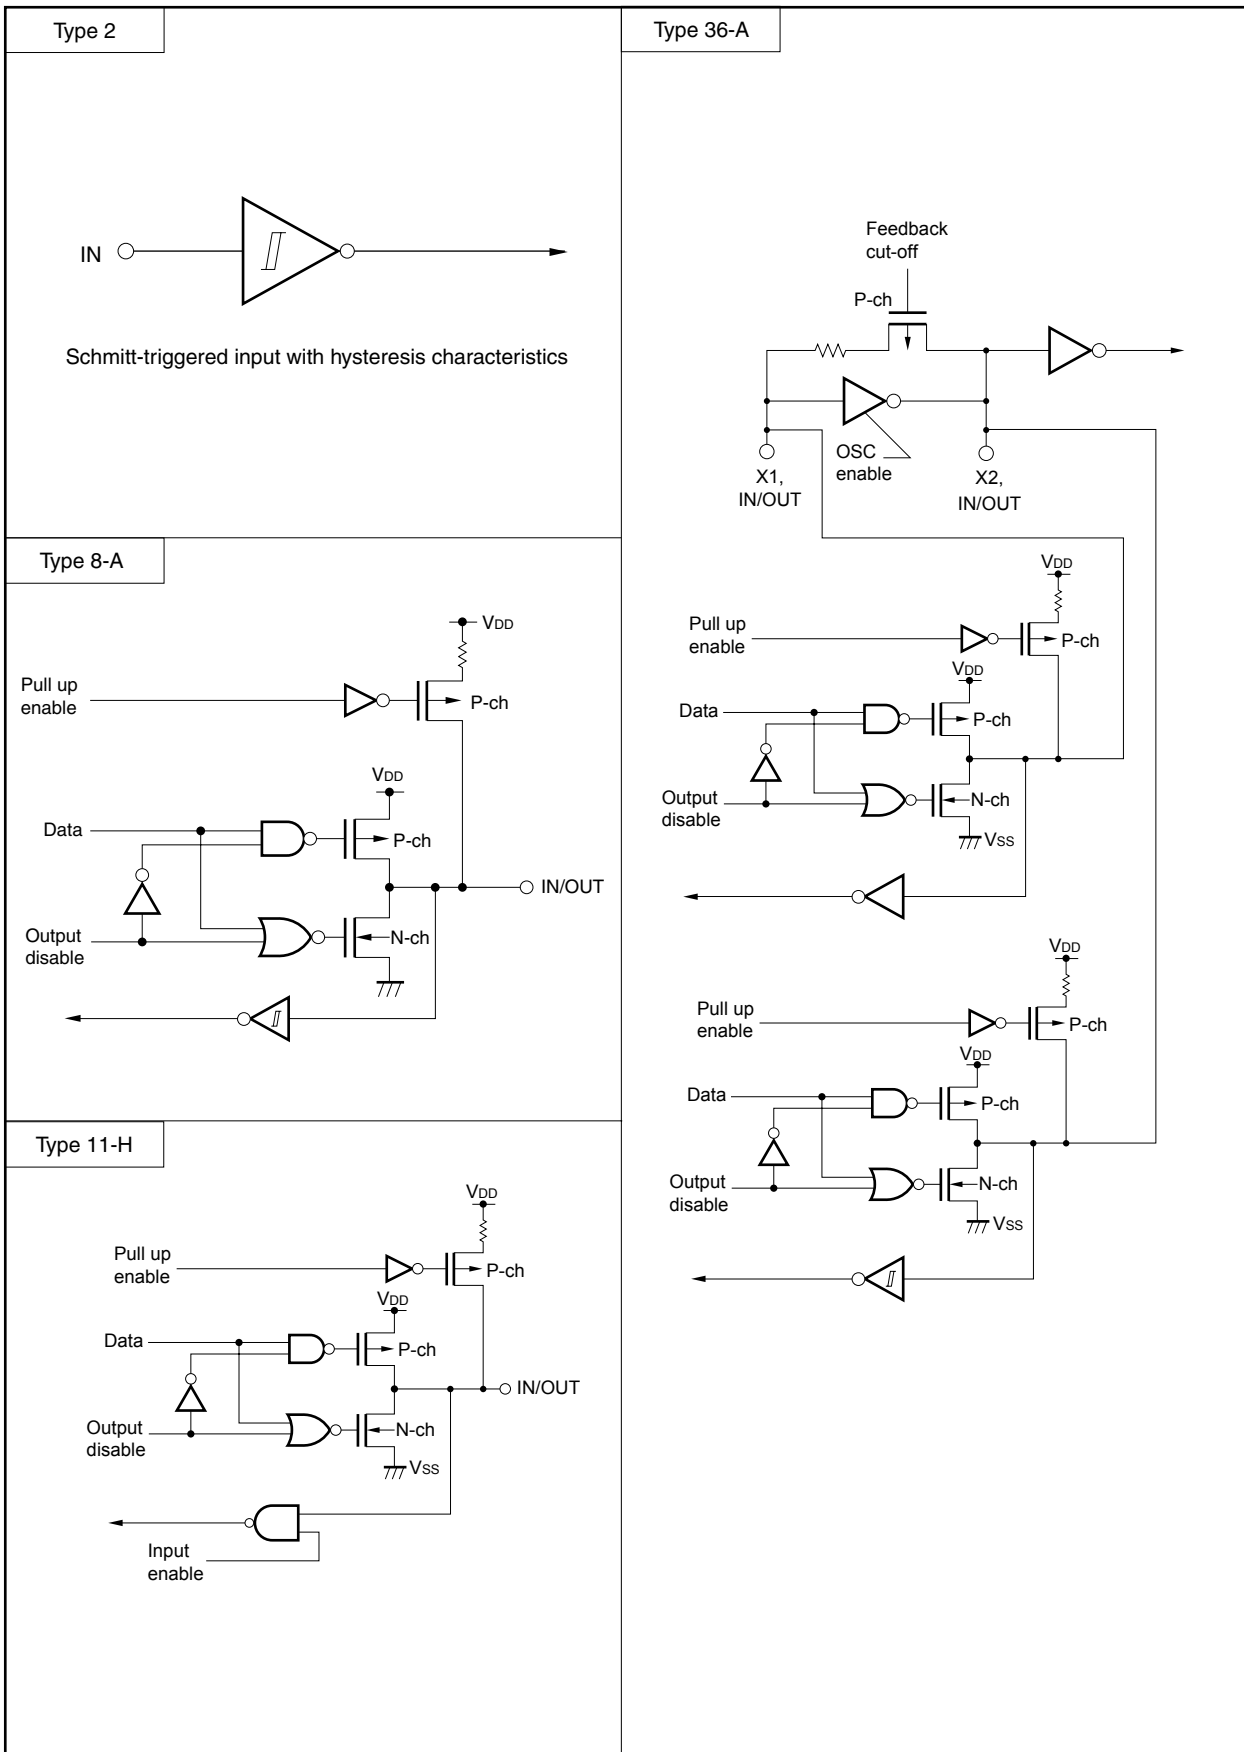 Type 2
IN
Schmitt-triggered input with hysteresis characteristics
Type 8-A
VDD
Pull up
enable
P-ch
VDD
Data
P-ch
IN/OUT
Output
disable
N-ch
Type 11-H
VDD
Pull up
enable
P-ch
VDD
Data
P-ch
IN/OUT
Output
disable
N-ch
VSS
Input
enable
Type 36-A
Feedback
cut-off
P-ch
OSC
enable
X1,
IN/OUT
X2,
IN/OUT
VDD
Pull up
enable
P-ch
VDD
Data
P-ch
Output
disable
N-ch
VSS
VDD
Pull up
enable
P-ch
VDD
Data
P-ch
Output
disable
N-ch
VSS